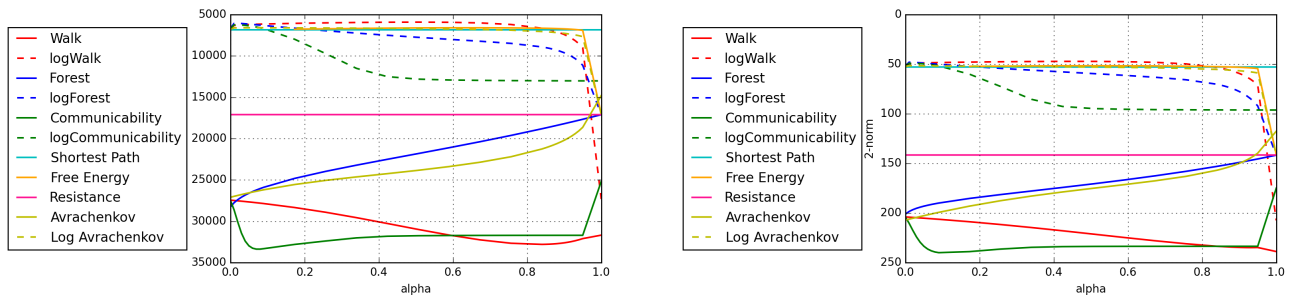 Walk
logWalk
Forest
logForest
Communicability
logCommunicability
Shortest Path
Free Energy
Resistance
Avrachenkov
Log Avrachenkov
5000
10000
15000
20000
25000
30000
35000
0.0 0.2 0.4 0.6 0.8 1.0
alpha
Walk
logWalk
Forest
logForest
Communicability
logCommunicability
Shortest Path
Free Energy
Resistance
Avrachenkov
Log Avrachenkov
2-norm
0
50
100
150
200
250
0.0 0.2 0.4 0.6 0.8 1.0
alpha